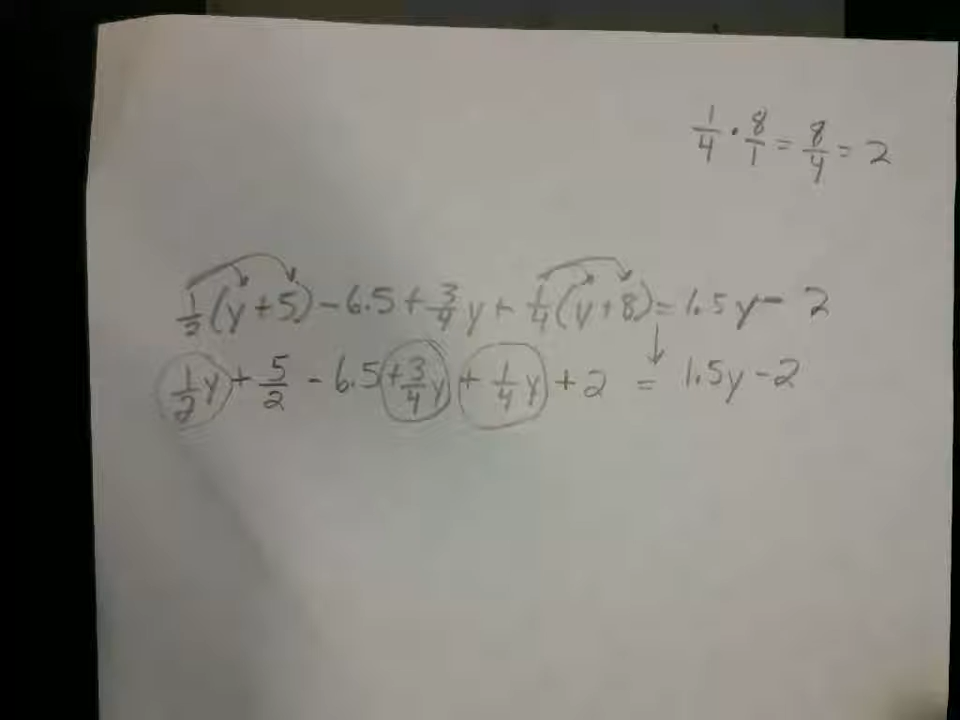 1/4 · 8/1 = 8/4 = 2
1/2(y+5) - 6.5 + 3/4y + 1/4(y+8) = 1.5y - 2
1/2y + 5/2 - 6.5 + 3/4y + 1/4y + 2 = 1.5y - 2